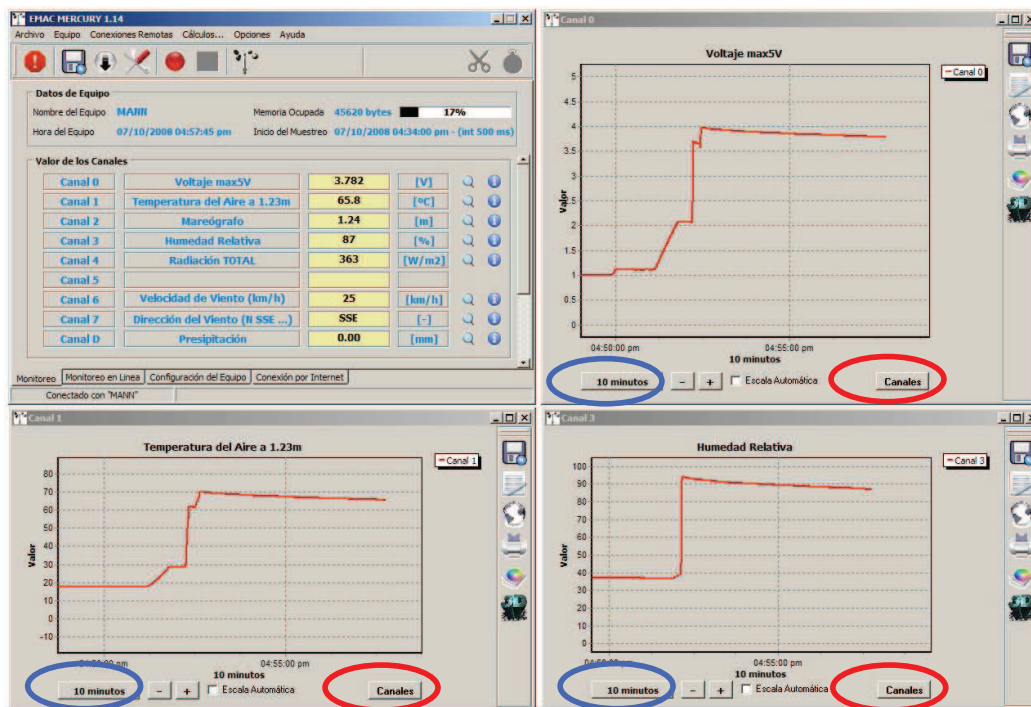 EMAC MERCURY 1.14
Archivo Equipo Conexiones Remotas Cálculos... Opciones Ayuda
Datos de Equipo
Nombre del Equipo MANN Memoria Ocupada 45620 bytes 17%
Hora del Equipo 07/10/2008 04:57:45 pm Inicio del Muestreo 07/10/2008 04:34:00 pm - (int 500 ms)
Valor de los Canales
Canal 0 Voltaje max5V 3.782 [V]
Canal 1 Temperatura del Aire a 1.23m 65.8 [ºC]
Canal 2 Mareógrafo 1.24 [m]
Canal 3 Humedad Relativa 87 [%]
Canal 4 Radiación TOTAL 363 [W/m2]
Canal 5
Canal 6 Velocidad de Viento (km/h) 25 [km/h]
Canal 7 Dirección del Viento (N SSE ...) SSE [-]
Canal D Presipitación 0.00 [mm]
Monitoreo Monitoreo en Linea Configuración del Equipo Conexión por Internet
Conectado con "MANN"
Canal 0
Voltaje max5V
Canal 0
5
4.5
4
3.5
3
2.5
2
1.5
1
0.5
0
Valor
04:50:00 pm 04:55:00 pm
10 minutos
10 minutos - + Escala Automática Canales
3D
Canal 1
Temperatura del Aire a 1.23m
Canal 1
80
70
60
50
40
30
20
10
0
-10
Valor
04:50:00 pm 04:55:00 pm
10 minutos
10 minutos - + Escala Automática Canales
3D
Canal 3
Humedad Relativa
Canal 3
100
90
80
70
60
50
40
30
20
10
0
Valor
04:50:00 pm 04:55:00 pm
10 minutos
10 minutos - + Escala Automática Canales
3D